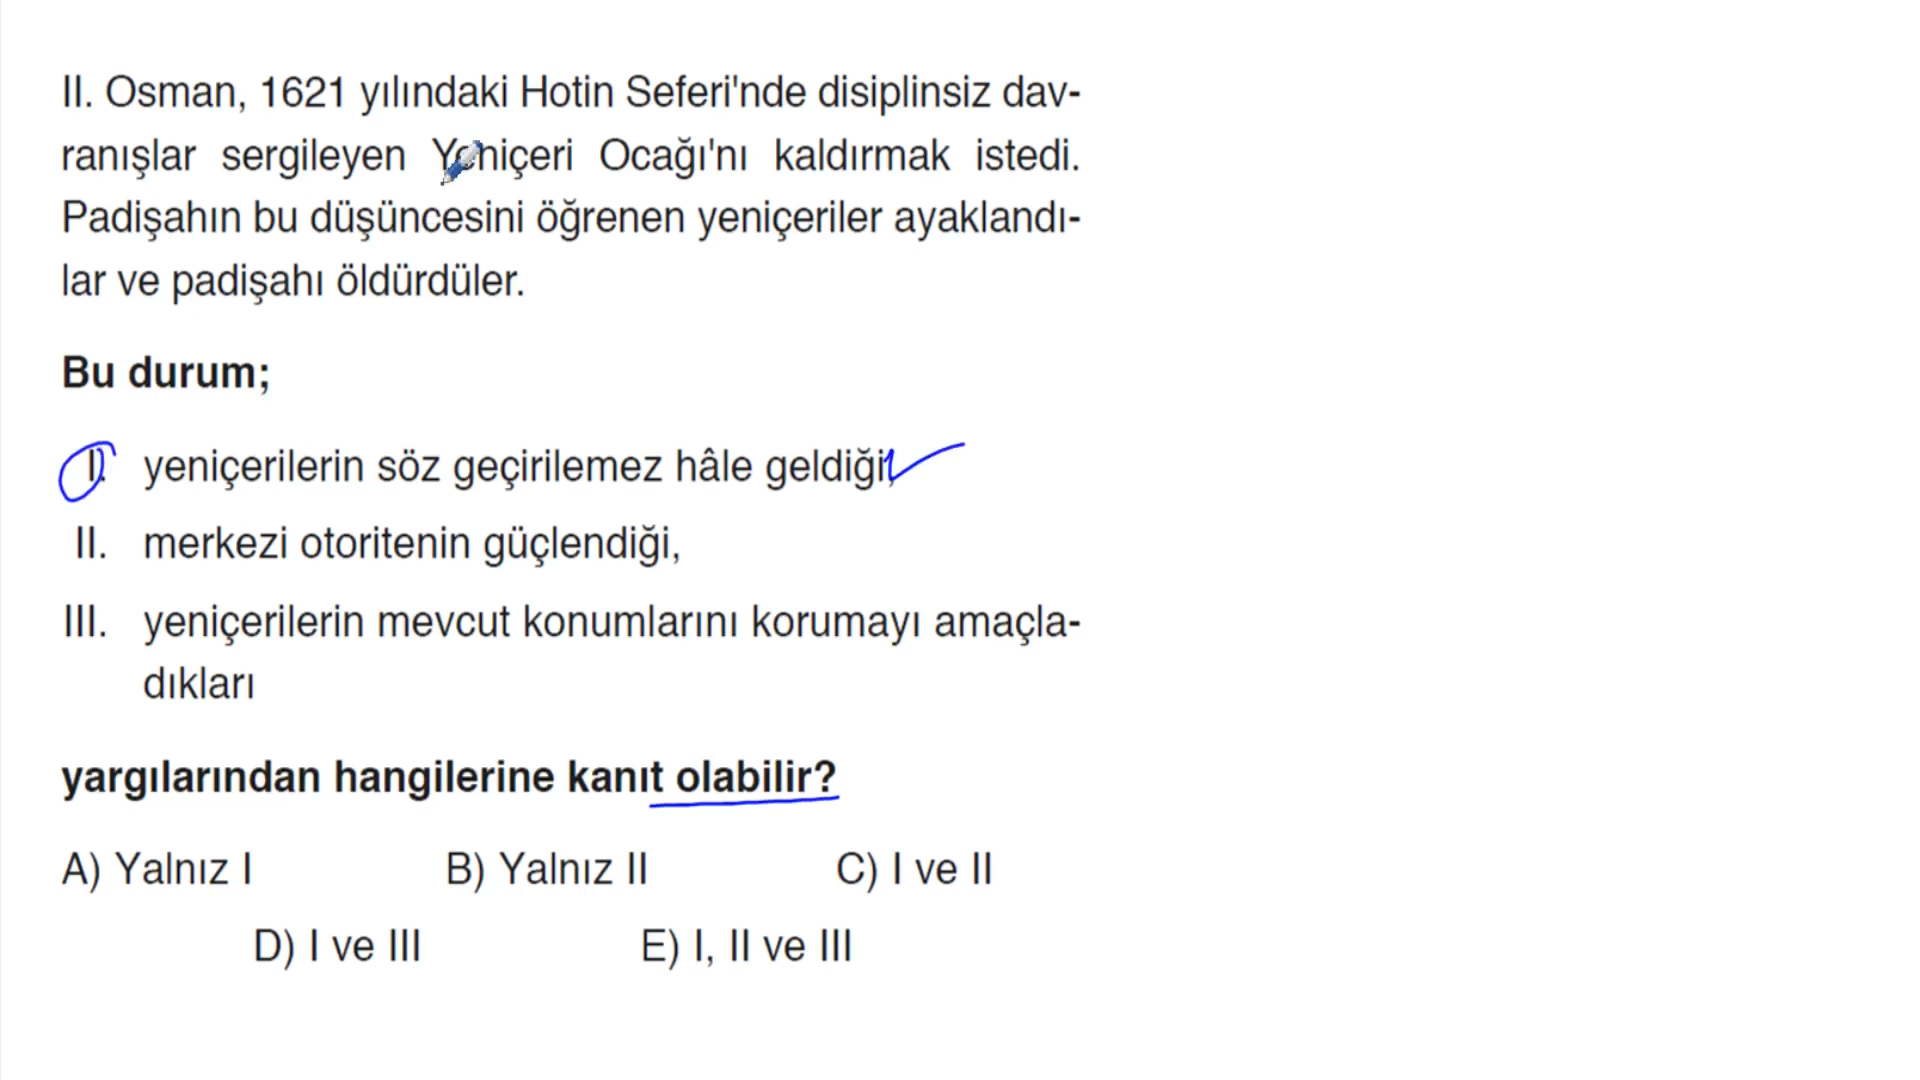 II. Osman, 1621 yılındaki Hotin Seferi'nde disiplinsiz dav-
ranışlar sergileyen Yeniçeri Ocağı'nı kaldırmak istedi.
Padişahın bu düşüncesini öğrenen yeniçeriler ayaklandı-
lar ve padişahı öldürdüler.
Bu durum;
I. yeniçerilerin söz geçirilemez hâle geldiği,
II. merkezi otoritenin güçlendiği,
III. yeniçerilerin mevcut konumlarını korumayı amaçla-
dıkları
yargılarından hangilerine kanıt olabilir?
A) Yalnız I B) Yalnız II C) I ve II
D) I ve III E) I, II ve III